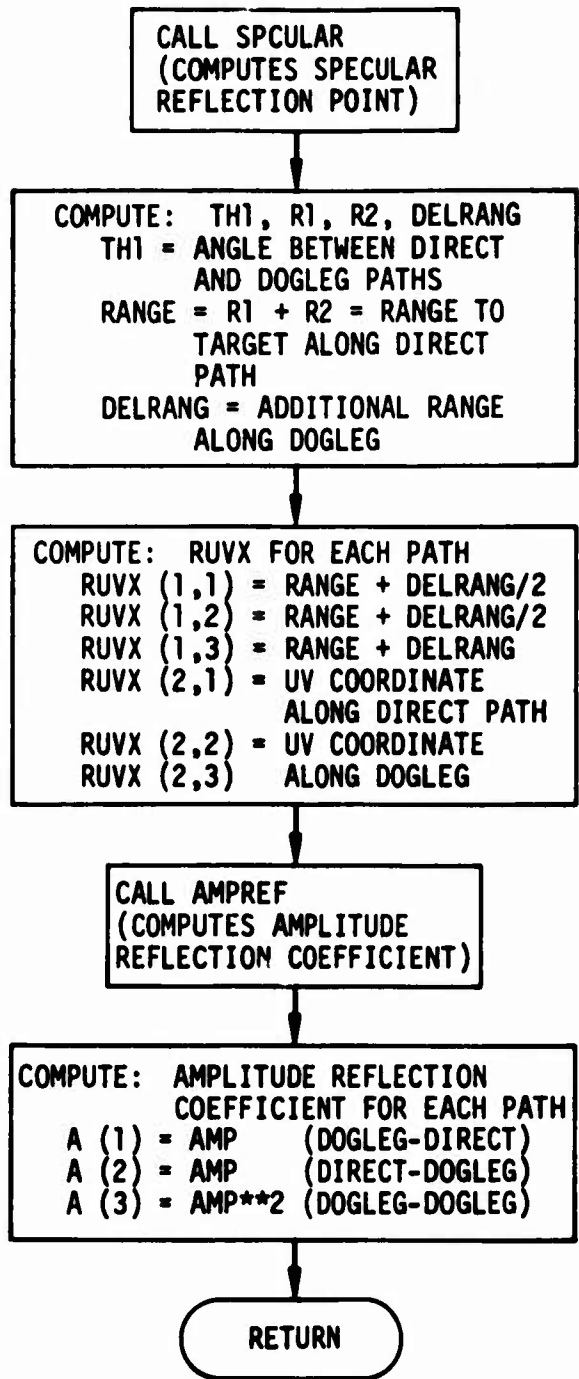 CALL SPCULAR
(COMPUTES SPECULAR
REFLECTION POINT)
COMPUTE: TH1, R1, R2, DELRANG
TH1 = ANGLE BETWEEN DIRECT
AND DOGLEG PATHS
RANGE = R1 + R2 = RANGE TO
TARGET ALONG DIRECT
PATH
DELRANG = ADDITIONAL RANGE
ALONG DOGLEG
COMPUTE: RUVX FOR EACH PATH
RUVX (1,1) = RANGE + DELRANG/2
RUVX (1,2) = RANGE + DELRANG/2
RUVX (1,3) = RANGE + DELRANG
RUVX (2,1) = UV COORDINATE
ALONG DIRECT PATH
RUVX (2,2) = UV COORDINATE
RUVX (2,3) ALONG DOGLEG
CALL AMPREF
(COMPUTES AMPLITUDE
REFLECTION COEFFICIENT)
COMPUTE: AMPLITUDE REFLECTION
COEFFICIENT FOR EACH PATH
A (1) = AMP (DOGLEG-DIRECT)
A (2) = AMP (DIRECT-DOGLEG)
A (3) = AMP**2 (DOGLEG-DOGLEG)
RETURN